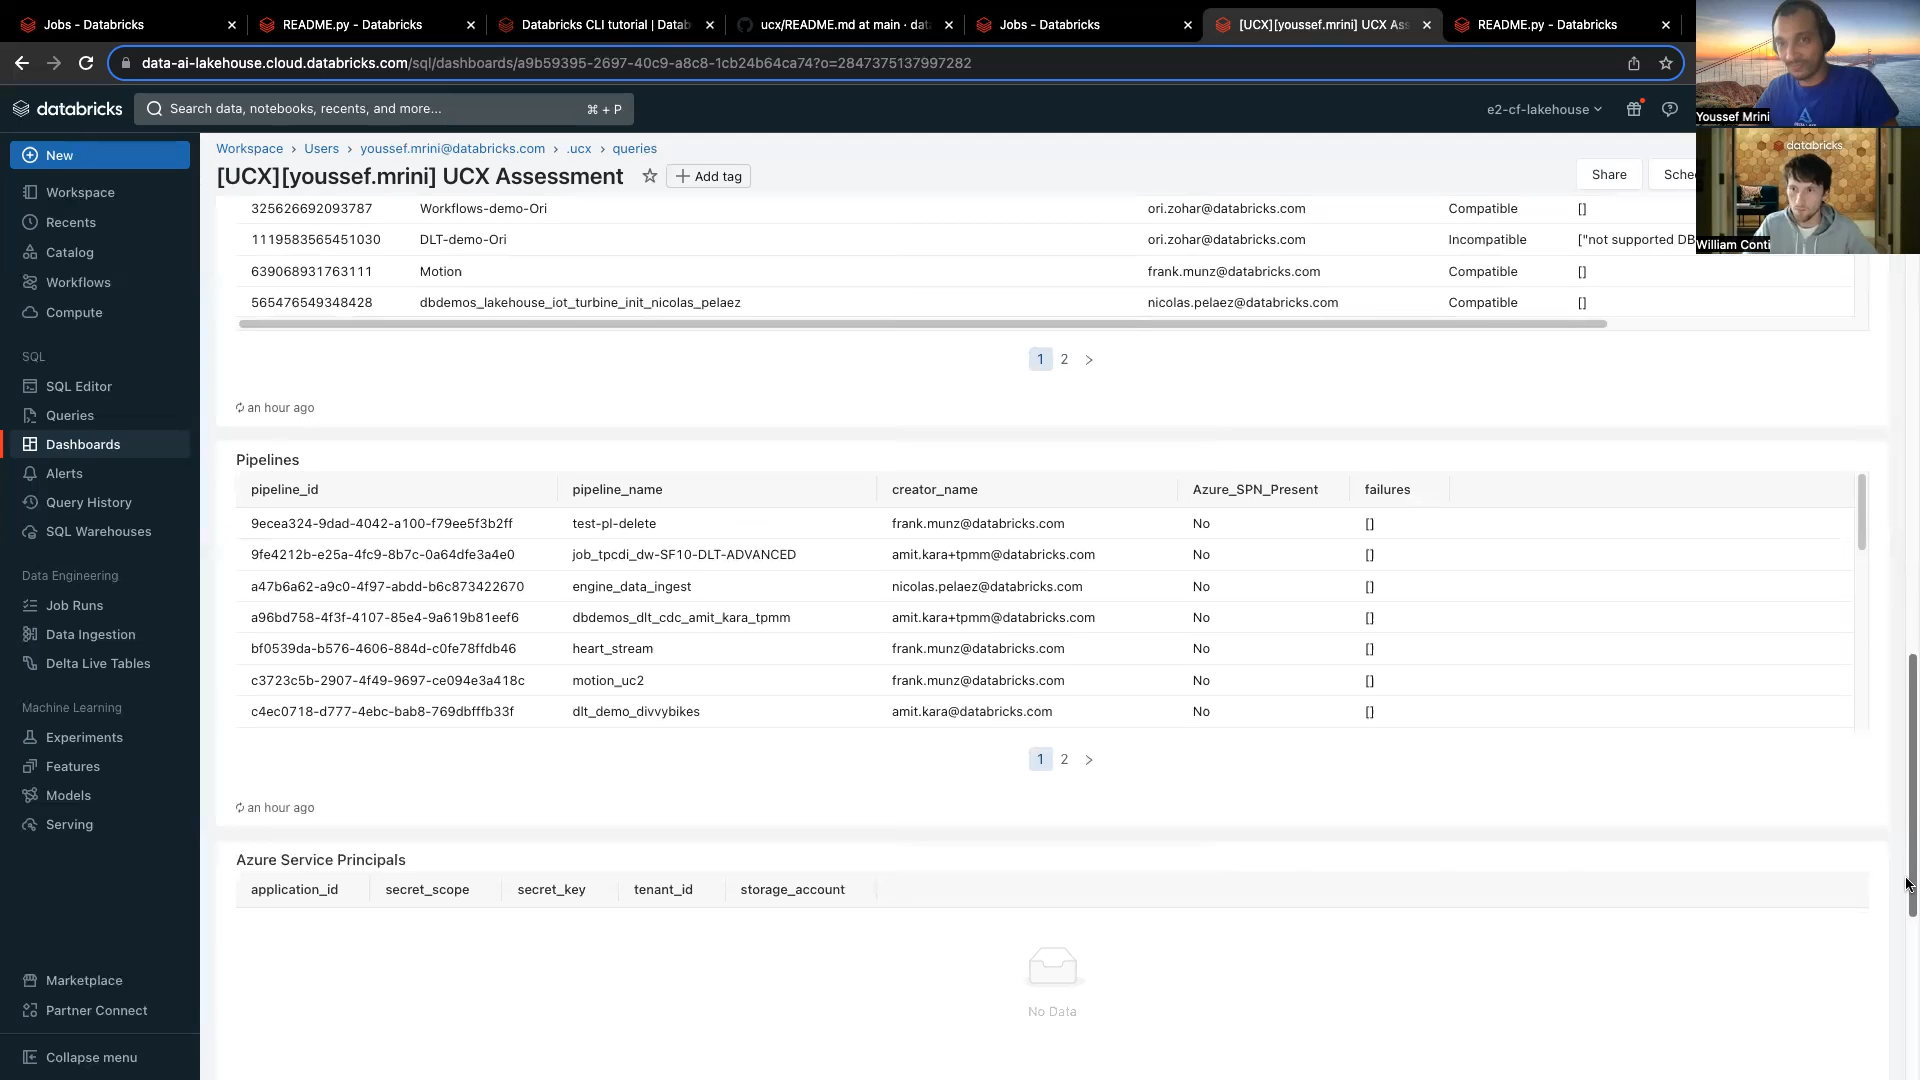 Jobs - Databricks
README.py - Databricks
Databricks CLI tutorial | Datab
ucx/README.md at main · dat
Jobs - Databricks
[UCX][youssef.mrini] UCX Ass
README.py - Databricks
data-ai-lakehouse.cloud.databricks.com/sql/dashboards/a9b59395-2697-40c9-a8c8-1cb24b64ca74?o=2847375137997282
databricks
Search data, notebooks, recents, and more...
⌘ + P
e2-cf-lakehouse
Youssef Mrini
databricks
William Conti
New
Workspace
Recents
Catalog
Workflows
Compute
SQL
SQL Editor
Queries
Dashboards
Alerts
Query History
SQL Warehouses
Data Engineering
Job Runs
Data Ingestion
Delta Live Tables
Machine Learning
Experiments
Features
Models
Serving
Marketplace
Partner Connect
Collapse menu
Workspace > Users > youssef.mrini@databricks.com > .ucx > queries
[UCX][youssef.mrini] UCX Assessment
Add tag
Share
Sche
325626692093787 Workflows-demo-Ori ori.zohar@databricks.com Compatible []
1119583565451030 DLT-demo-Ori ori.zohar@databricks.com Incompatible ["not supported DB
639068931763111 Motion frank.munz@databricks.com Compatible []
565476549348428 dbdemos_lakehouse_iot_turbine_init_nicolas_pelaez nicolas.pelaez@databricks.com Compatible []
1 2 >
an hour ago
Pipelines
pipeline_id pipeline_name creator_name Azure_SPN_Present failures
9ecea324-9dad-4042-a100-f79ee5f3b2ff test-pl-delete frank.munz@databricks.com No []
9fe4212b-e25a-4fc9-8b7c-0a64dfe3a4e0 job_tpcdi_dw-SF10-DLT-ADVANCED amit.kara+tpmm@databricks.com No []
a47b6a62-a9c0-4f97-abdd-b6c873422670 engine_data_ingest nicolas.pelaez@databricks.com No []
a96bd758-4f3f-4107-85e4-9a619b81eef6 dbdemos_dlt_cdc_amit_kara_tpmm amit.kara+tpmm@databricks.com No []
bf0539da-b576-4606-884d-c0fe78ffdb46 heart_stream frank.munz@databricks.com No []
c3723c5b-2907-4f49-9697-ce094e3a418c motion_uc2 frank.munz@databricks.com No []
c4ec0718-d777-4ebc-bab8-769dbfffb33f dlt_demo_divvybikes amit.kara@databricks.com No []
1 2 >
an hour ago
Azure Service Principals
application_id secret_scope secret_key tenant_id storage_account
No Data